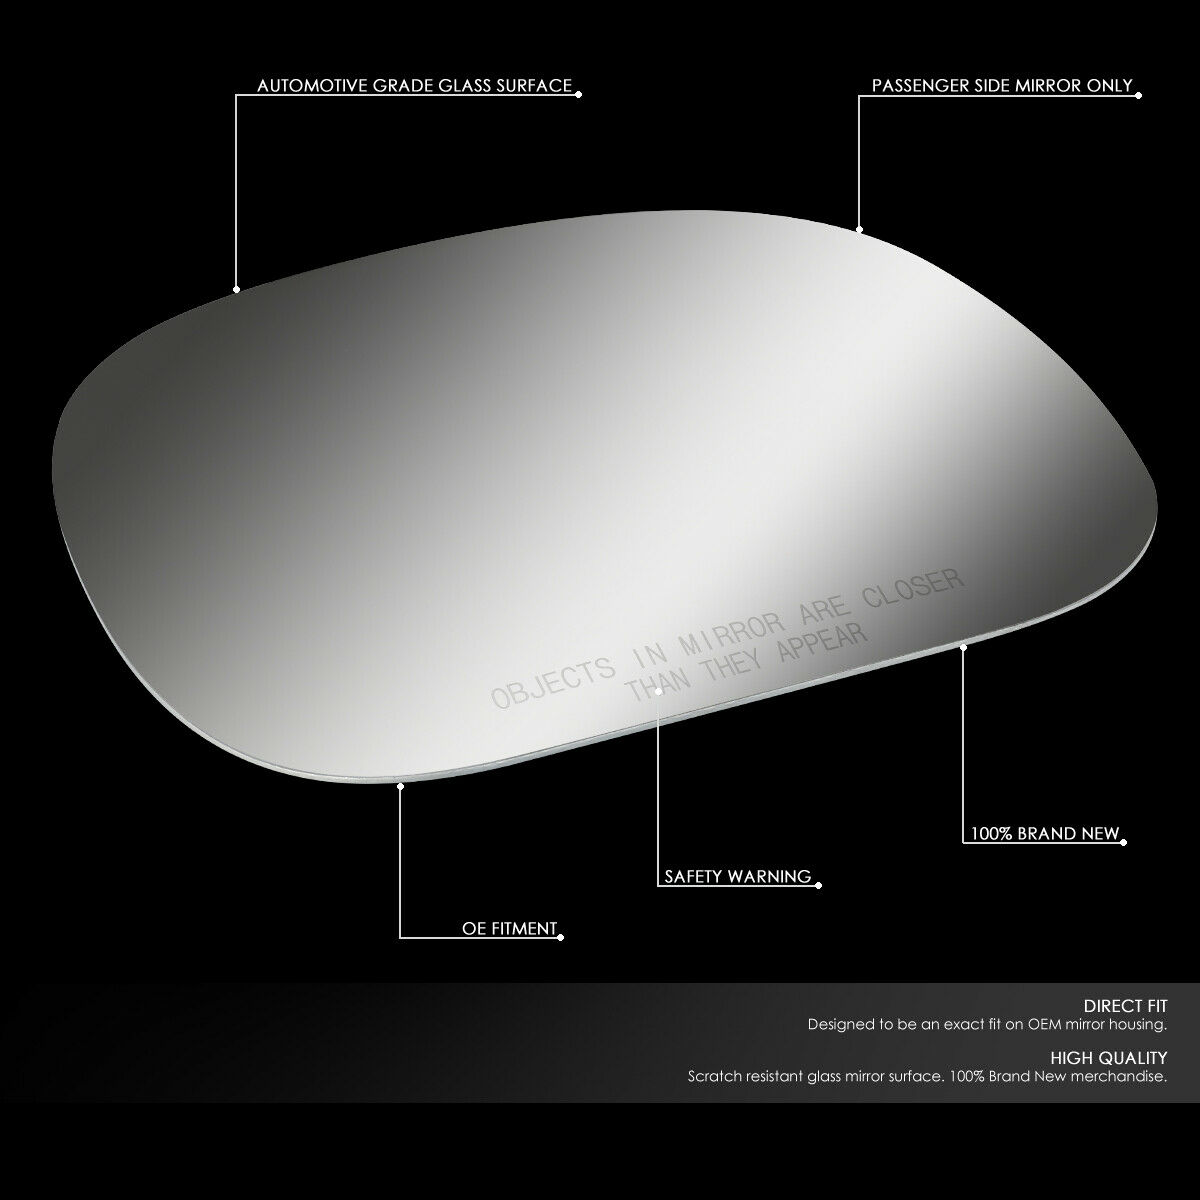 AUTOMOTIVE GRADE GLASS SURFACE
PASSENGER SIDE MIRROR ONLY
OBJECTS IN MIRROR ARE CLOSER
THAN THEY APPEAR
100% BRAND NEW
SAFETY WARNING
OE FITMENT
DIRECT FIT
Designed to be an exact fit on OEM mirror housing.
HIGH QUALITY
Scratch resistant glass mirror surface. 100% Brand New merchandise.